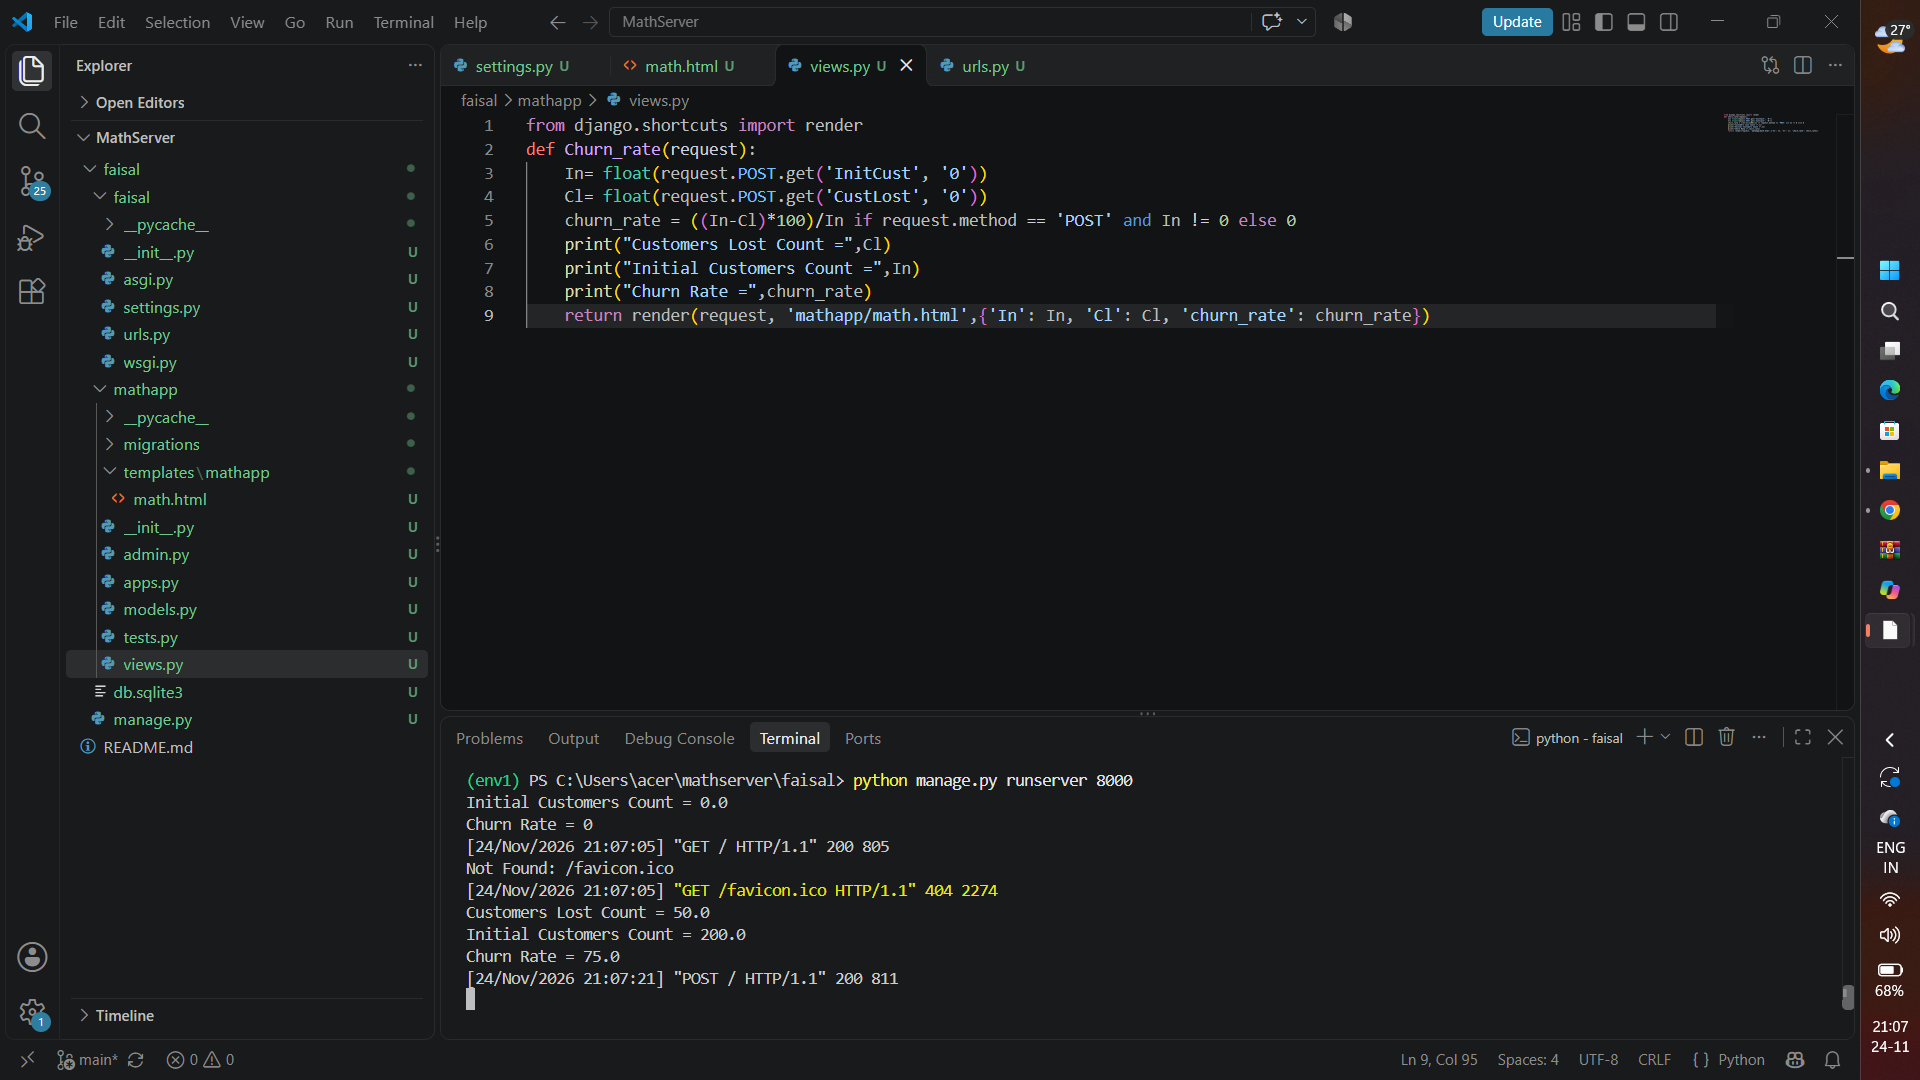 File Edit Selection View Go Run Terminal Help
MathServer
Update
27°
Explorer
Open Editors
MathServer
faisal
faisal
__pycache__
__init__.py U
asgi.py U
settings.py U
urls.py U
wsgi.py U
mathapp
__pycache__
migrations
templates\mathapp
math.html U
__init__.py U
admin.py U
apps.py U
models.py U
tests.py U
views.py U
db.sqlite3 U
manage.py U
README.md
Timeline
25
1
settings.py U math.html U views.py U urls.py U
faisal > mathapp > views.py
1 from django.shortcuts import render
2 def Churn_rate(request):
3 In= float(request.POST.get('InitCust', '0'))
4 Cl= float(request.POST.get('CustLost', '0'))
5 churn_rate = ((In-Cl)*100)/In if request.method == 'POST' and In != 0 else 0
6 print("Customers Lost Count =",Cl)
7 print("Initial Customers Count =",In)
8 print("Churn Rate =",churn_rate)
9 return render(request, 'mathapp/math.html',{'In': In, 'Cl': Cl, 'churn_rate': churn_rate})
Problems Output Debug Console Terminal Ports
python - faisal
(env1) PS C:\Users\acer\mathserver\faisal> python manage.py runserver 8000
Initial Customers Count = 0.0
Churn Rate = 0
[24/Nov/2026 21:07:05] "GET / HTTP/1.1" 200 805
Not Found: /favicon.ico
[24/Nov/2026 21:07:05] "GET /favicon.ico HTTP/1.1" 404 2274
Customers Lost Count = 50.0
Initial Customers Count = 200.0
Churn Rate = 75.0
[24/Nov/2026 21:07:21] "POST / HTTP/1.1" 200 811
main* 0 0
Ln 9, Col 95 Spaces: 4 UTF-8 CRLF {} Python
ENG
IN
68%
21:07
24-11